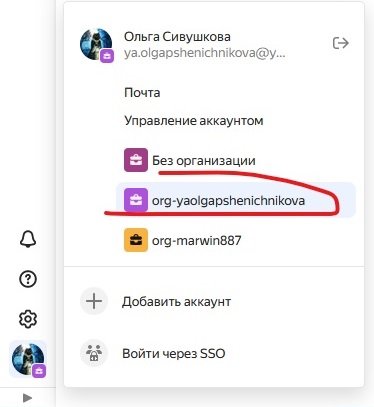 Ольга Сивушкова
ya.olgapshenichnikova@y...
Почта
Управление аккаунтом
Без организации
org-yaolgapshenichnikova
org-marwin887
Добавить аккаунт
Войти через SSO